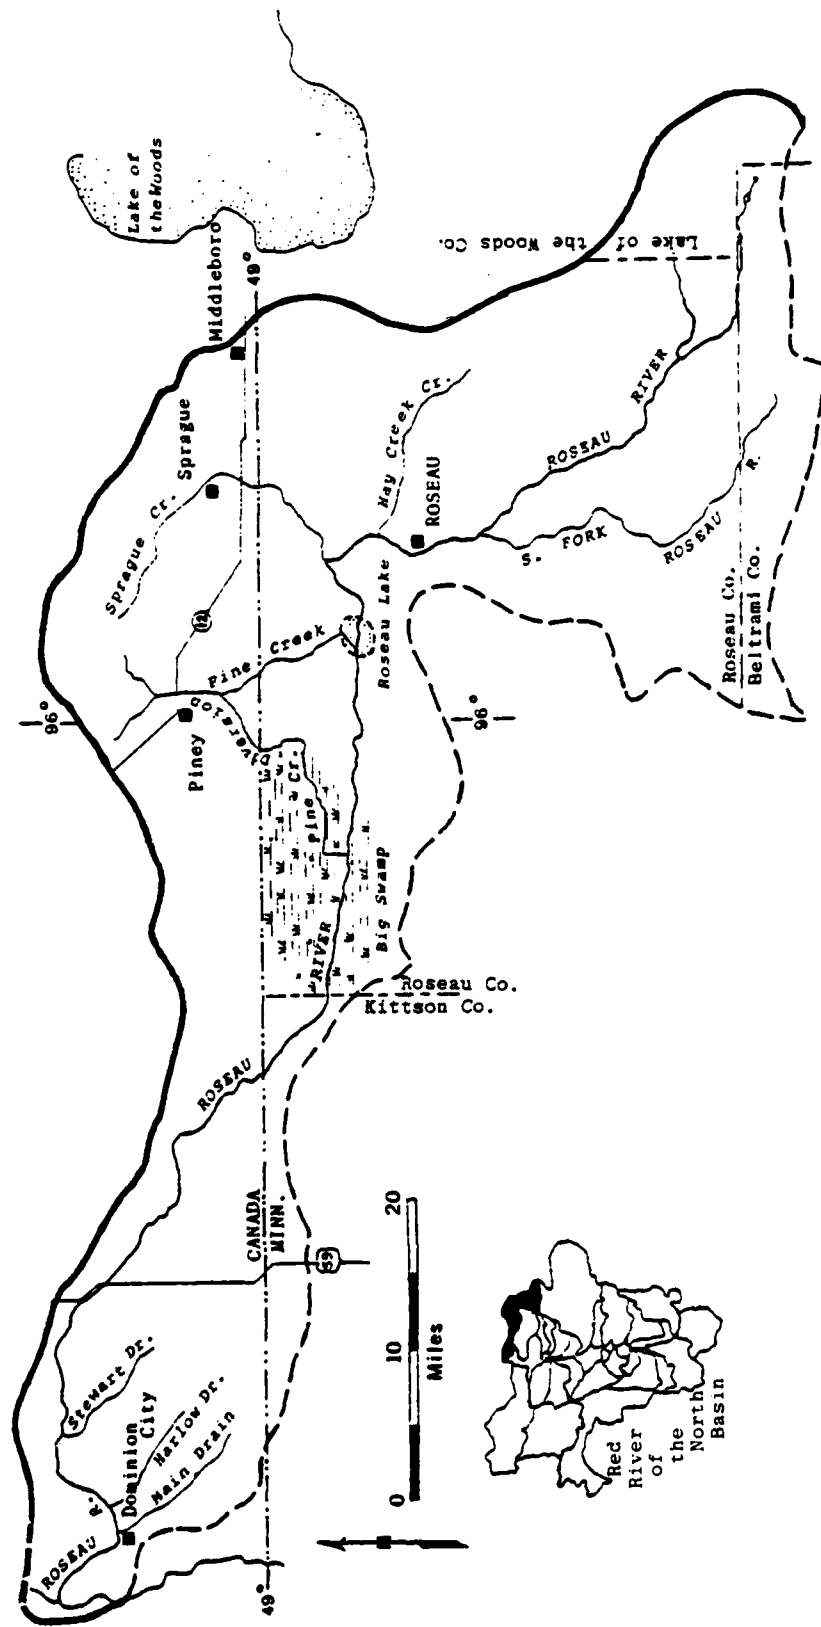 Lake of
the Woods
Middleboro
49°
Sprague
Sprague Cr.
12
Pine Creek
96°
Piney
Diversion
Hay Creek Cr.
ROSEAU
Roseau Lake
Lake of the Woods Co.
ROSEAU RIVER
S. FORK
ROSEAU R.
Roseau Co.
Beltrami Co.
96°
Pine Cr.
Big Swamp
ROSEAU RIVER
Roseau Co.
Kittson Co.
CANADA
MINN.
59
Stewart Dr.
Dominion
City
Harlow Dr.
Main Drain
ROSEAU R.
49°
0 10 20
Miles
Red
River
of
the
North
Basin